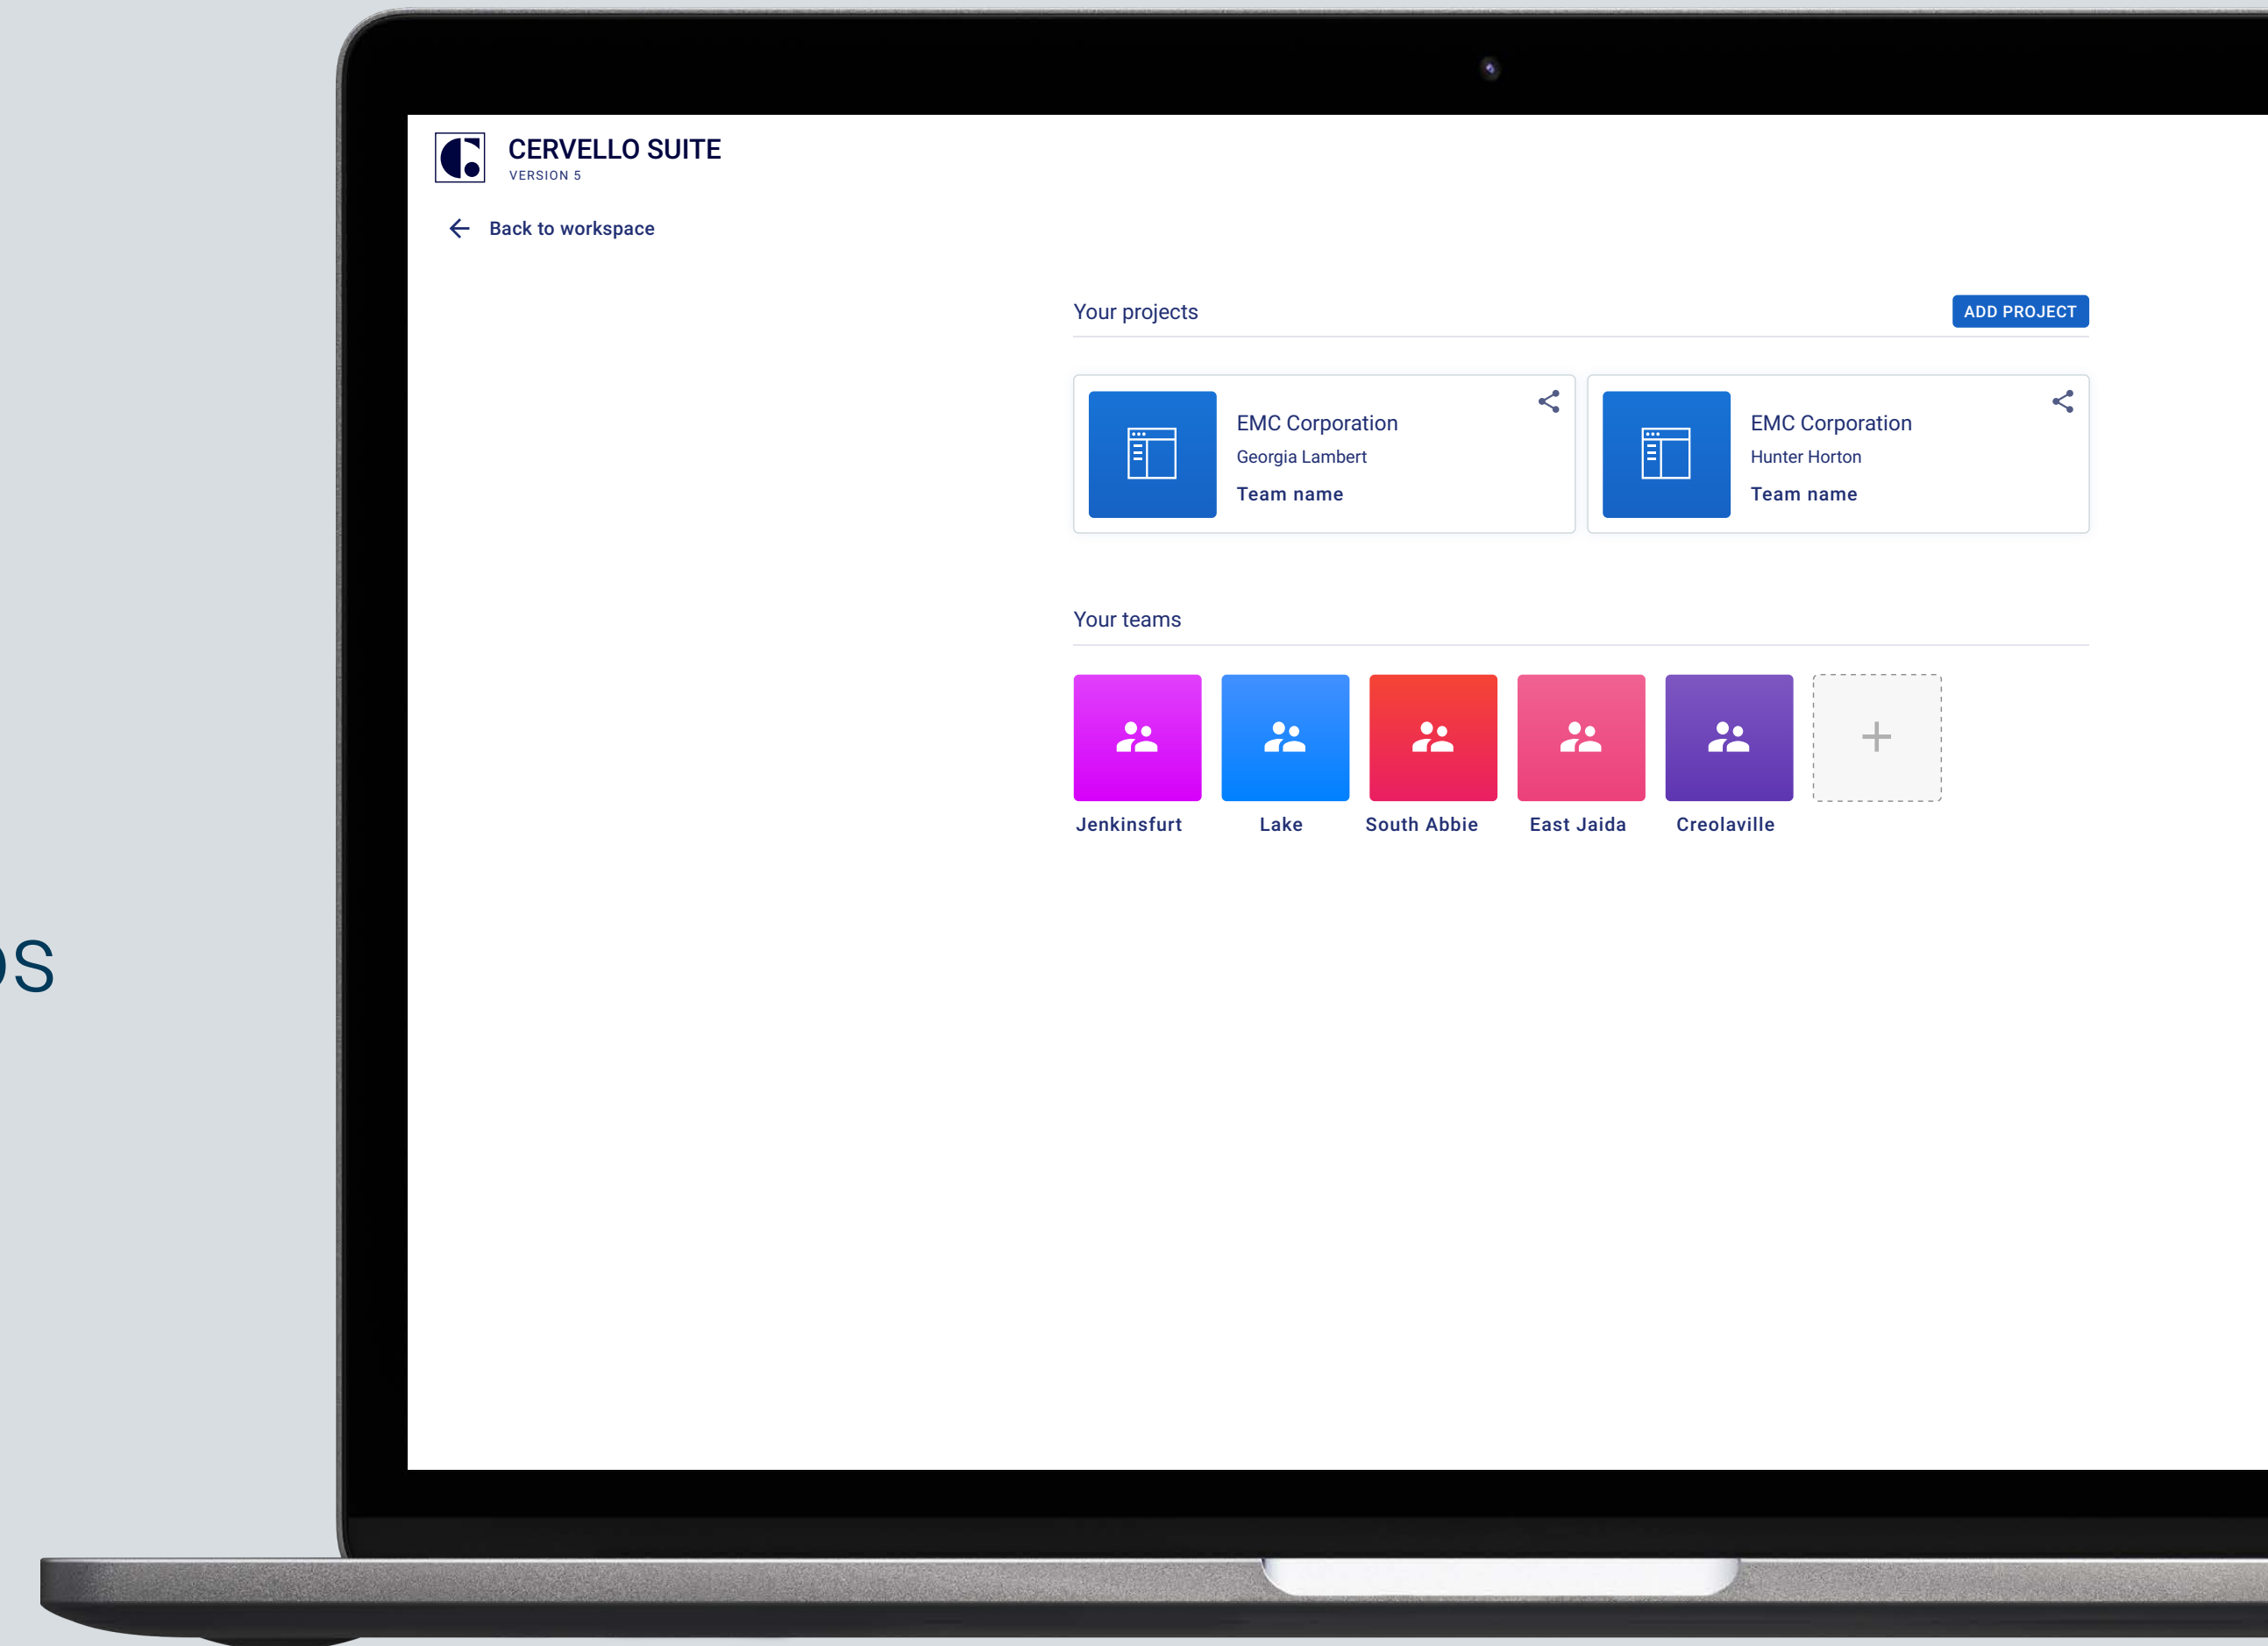 CERVELLO SUITE
VERSION 5
Back to workspace
Your projects
ADD PROJECT
EMC Corporation
Georgia Lambert
Team name
EMC Corporation
Hunter Horton
Team name
Your teams
Jenkinsfurt
Lake
South Abbie
East Jaida
Creolaville